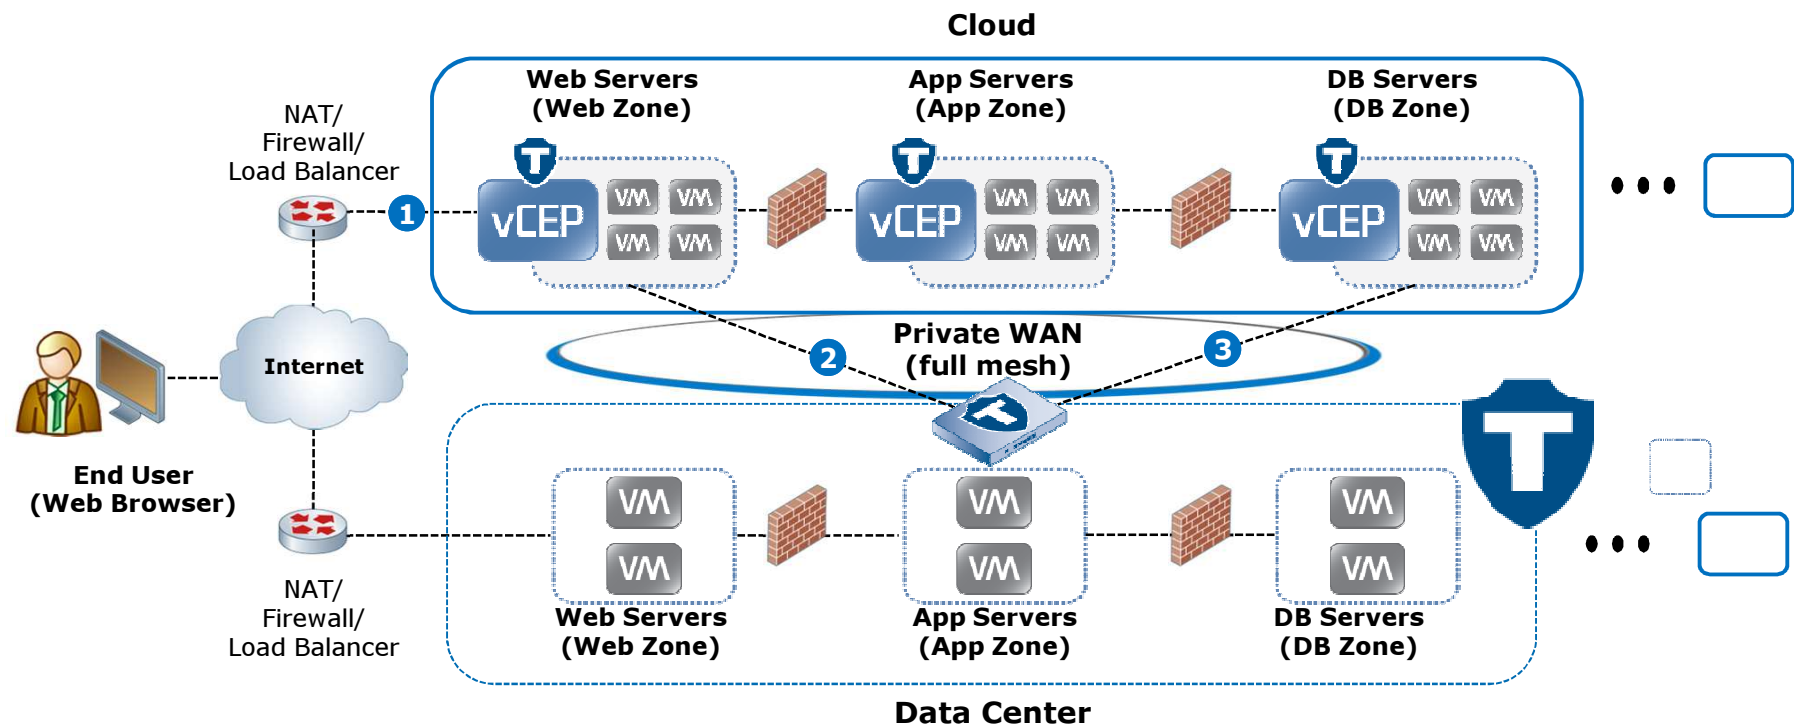 Cloud
Web Servers
(Web Zone)
App Servers
(App Zone)
DB Servers
(DB Zone)
NAT/
Firewall/
Load Balancer
1
T
vCEP
VM VM
VM VM
T
vCEP
VM VM
VM VM
T
vCEP
VM VM
VM VM
Private WAN
(full mesh)
2
3
Internet
T
T
End User
(Web Browser)
VM
VM
VM
VM
VM
VM
NAT/
Firewall/
Load Balancer
Web Servers
(Web Zone)
App Servers
(App Zone)
DB Servers
(DB Zone)
Data Center